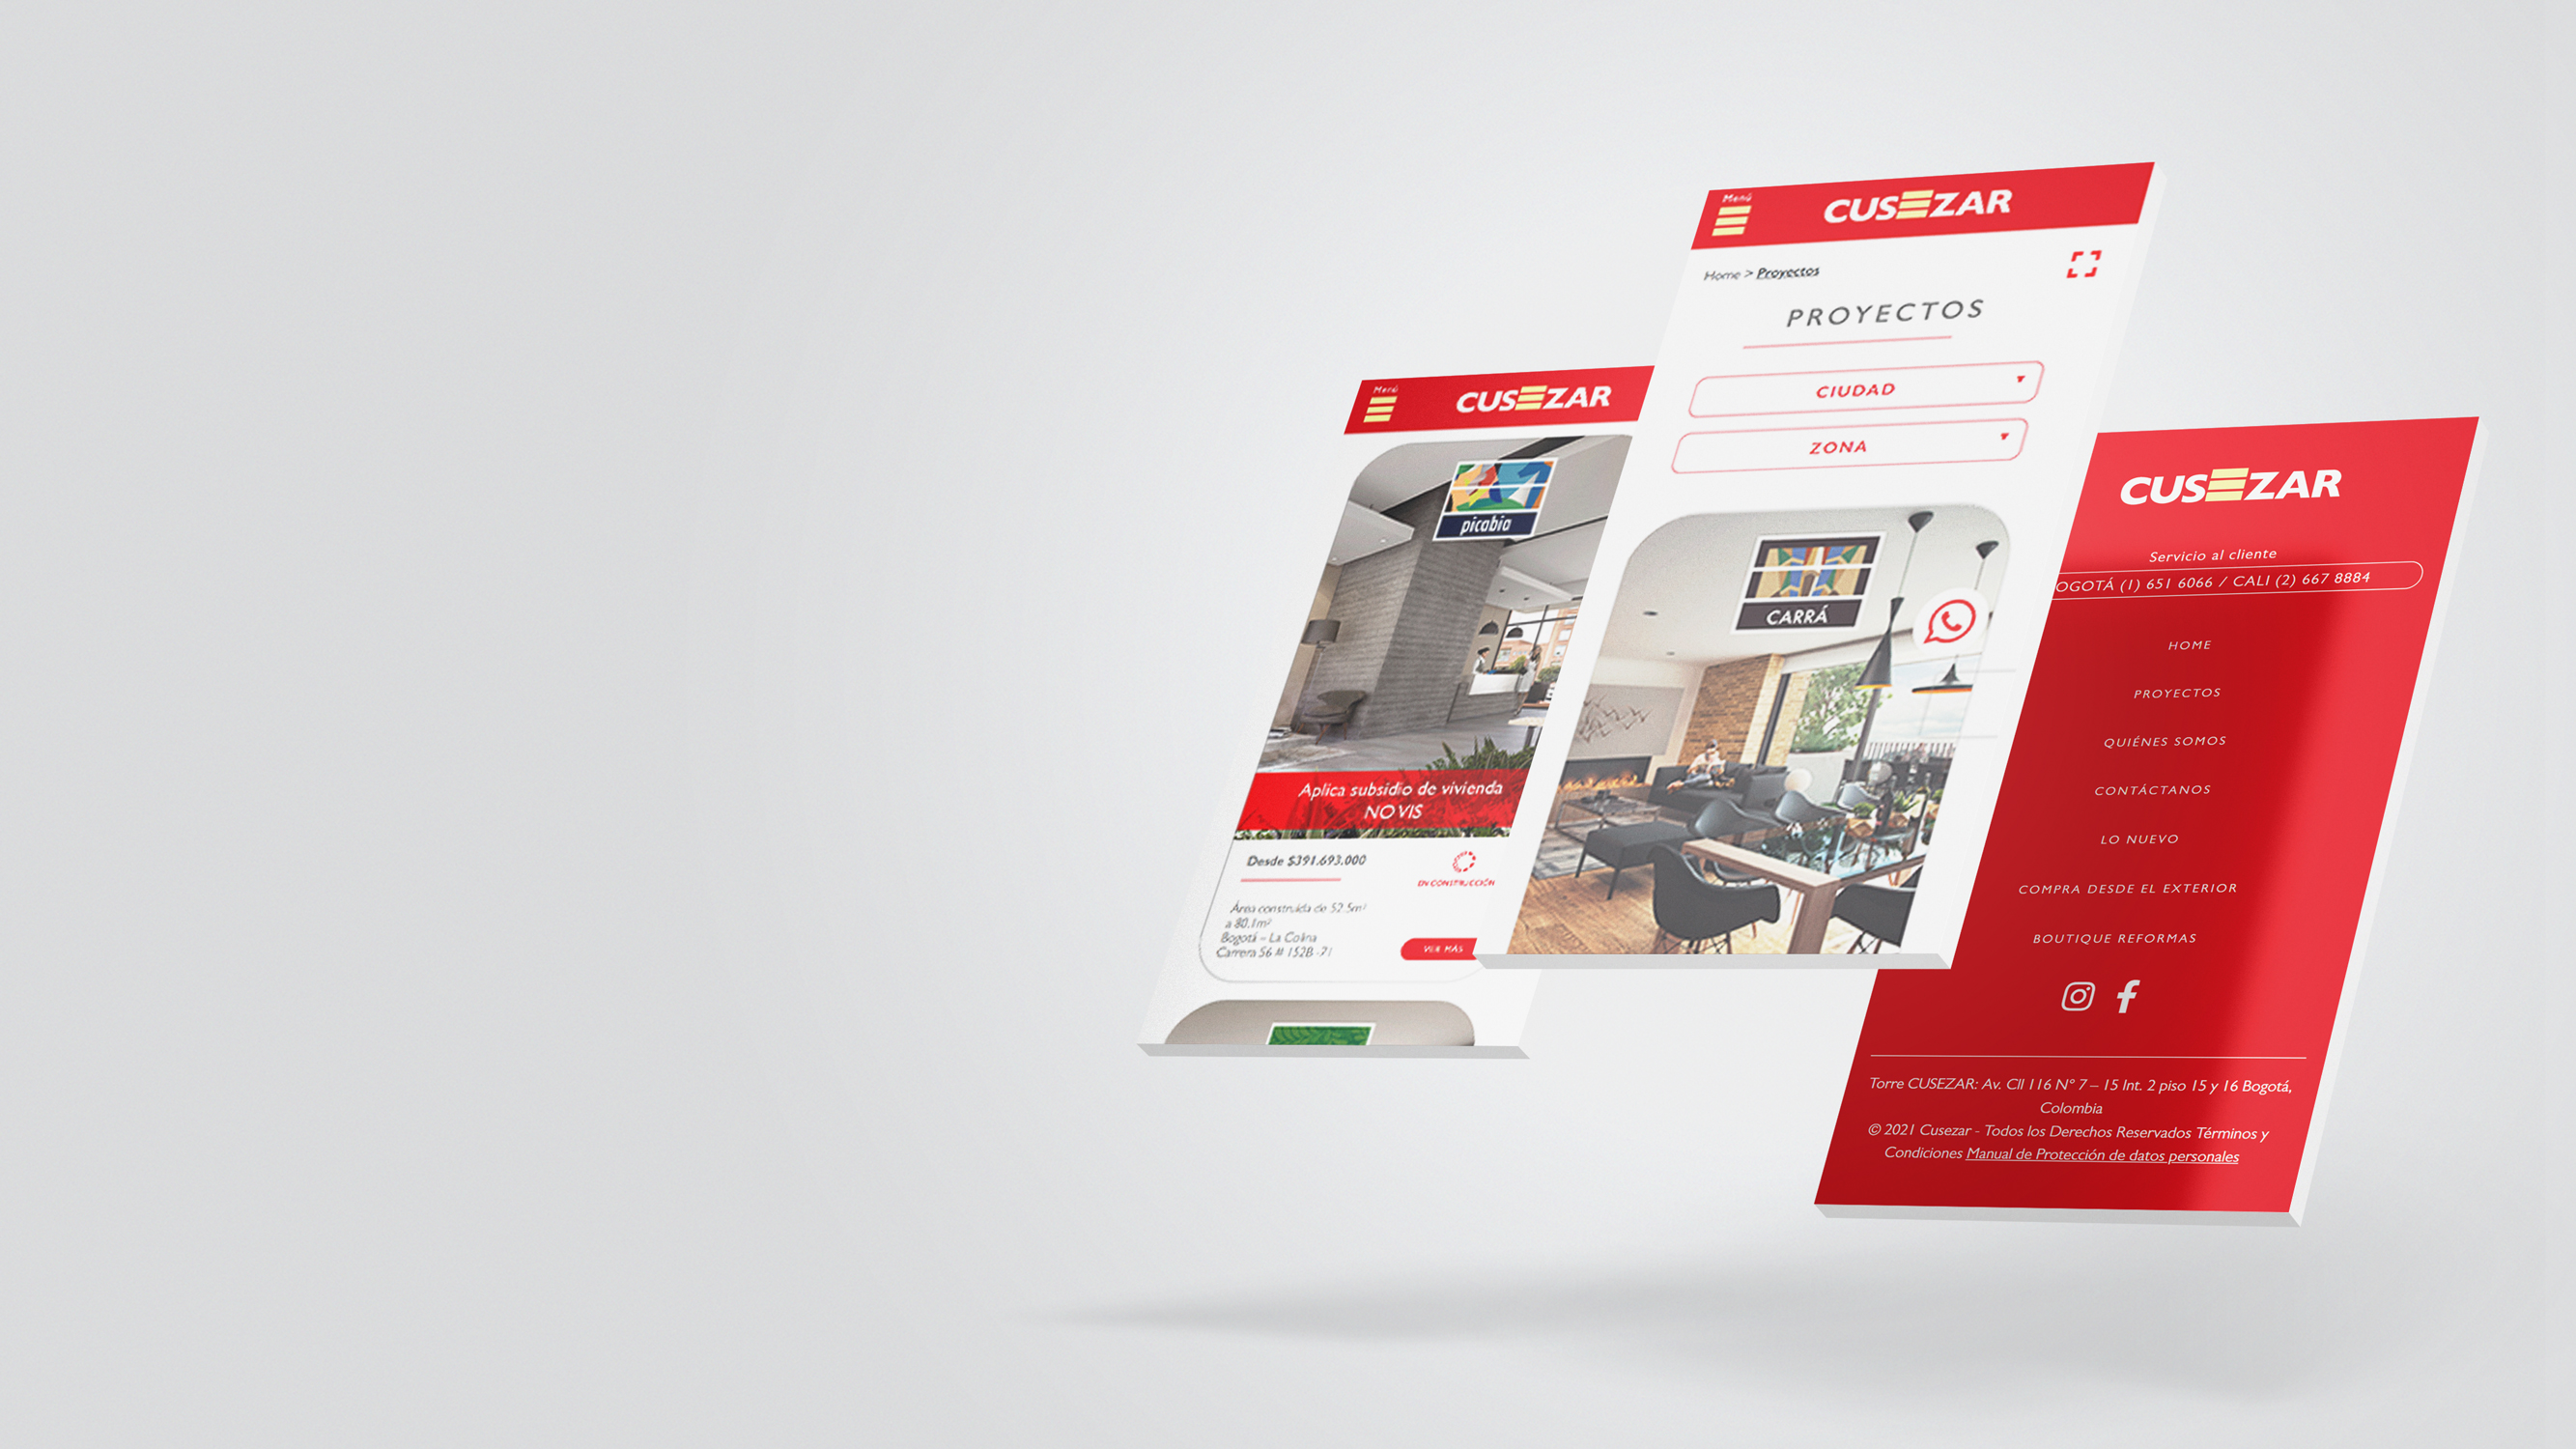 Menú
CUSEZAR
picabia
Aplica subsidio de vivienda
NO VIS
Desde $391.693.000
EN CONSTRUCCIÓN
Área construida de 52.5m²
a 80.1m²
Bogotá – La Colina
Carrera 56 # 152B -71
VER MÁS
Menú
CUSEZAR
Home > Proyectos
PROYECTOS
CIUDAD
ZONA
CARRÁ
CUSEZAR
Servicio al cliente
OGOTÁ (1) 651 6066 / CALI (2) 667 8884
HOME
PROYECTOS
QUIÉNES SOMOS
CONTÁCTANOS
LO NUEVO
COMPRA DESDE EL EXTERIOR
BOUTIQUE REFORMAS
Torre CUSEZAR: Av. Cll 116 N° 7 – 15 Int. 2 piso 15 y 16 Bogotá,
Colombia
© 2021 Cusezar - Todos los Derechos Reservados Términos y
Condiciones Manual de Protección de datos personales